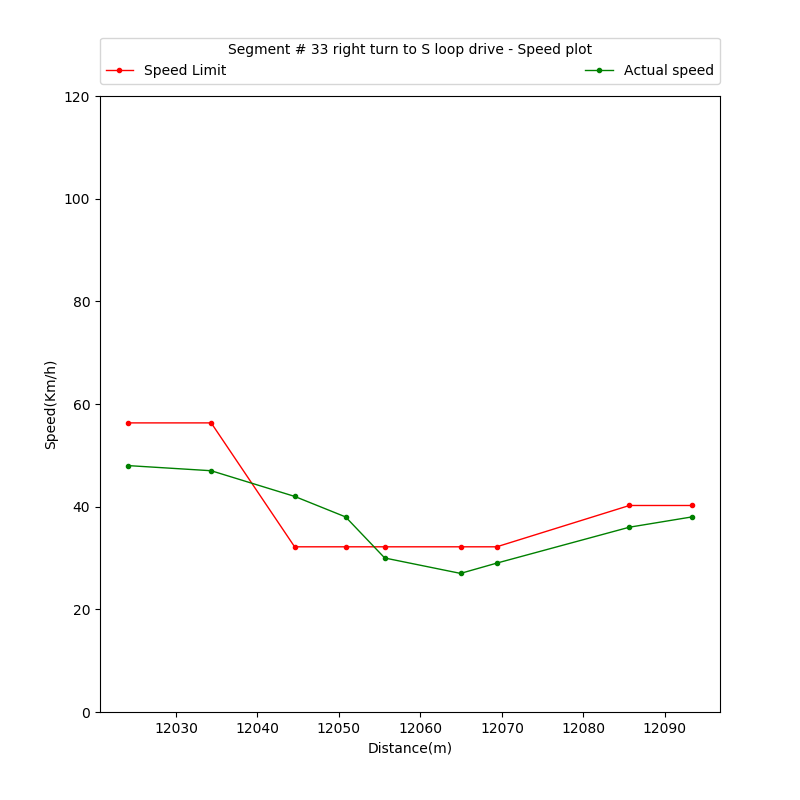 Segment # 33 right turn to S loop drive - Speed plot
Speed Limit
Actual speed
120
100
80
60
40
20
0
Speed(Km/h)
12030
12040
12050
12060
12070
12080
12090
Distance(m)